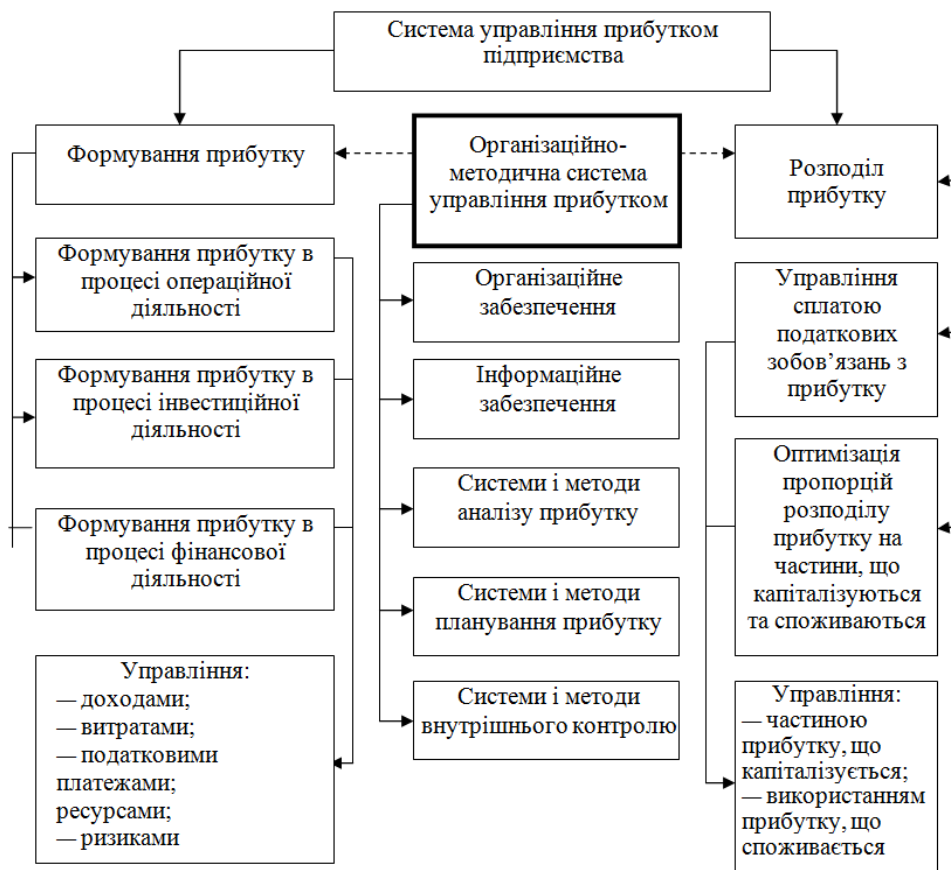 Система управління прибутком
підприємства
Формування прибутку
Організаційно-
методична система
управління прибутком
Розподіл
прибутку
Формування прибутку в
процесі операційної
діяльності
Формування прибутку в
процесі інвестиційної
діяльності
Формування прибутку в
процесі фінансової
діяльності
Управління:
— доходами;
— витратами;
— податковими
платежами;
ресурсами;
— ризиками
Організаційне
забезпечення
Інформаційне
забезпечення
Системи і методи
аналізу прибутку
Системи і методи
планування прибутку
Системи і методи
внутрішнього контролю
Управління
сплатою
податкових
зобов’язань з
прибутку
Оптимізація
пропорцій
розподілу
прибутку на
частини, що
капіталізуються
та споживаються
Управління:
— частиною
прибутку, що
капіталізується;
— використанням
прибутку, що
споживається